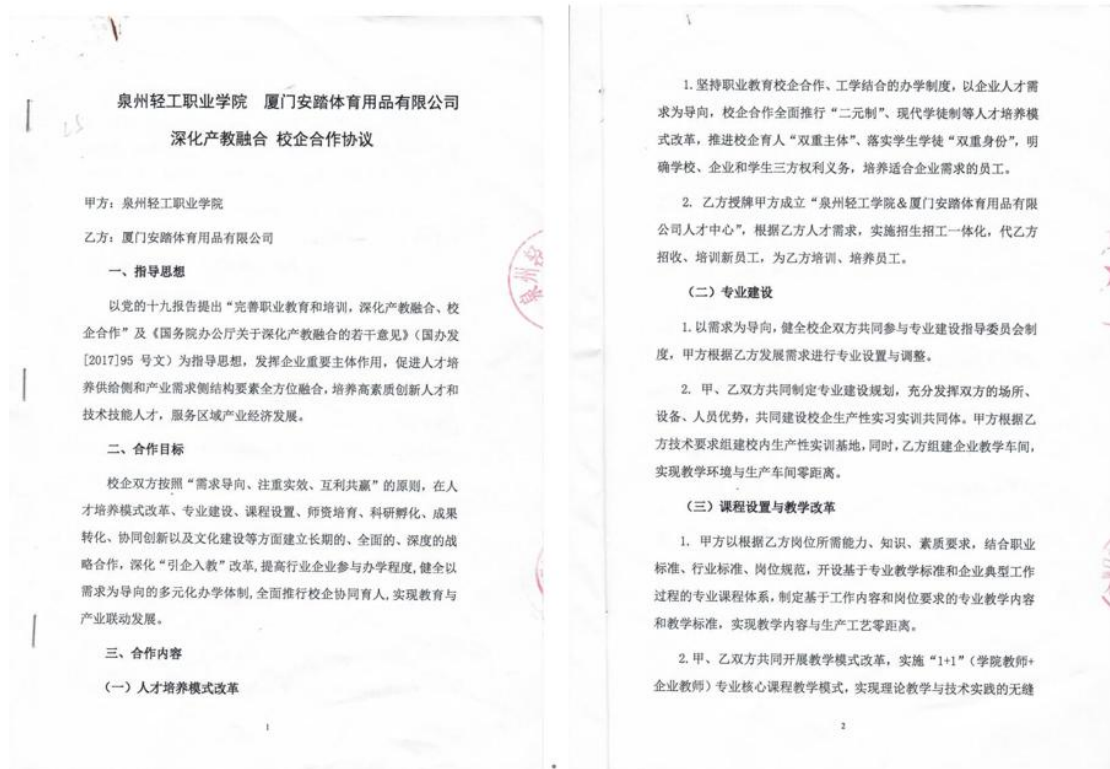 泉州轻工职业学院 厦门安踏体育用品有限公司
深化产教融合 校企合作协议
甲方：泉州轻工职业学院
乙方：厦门安踏体育用品有限公司
一、指导思想
以党的十九报告提出“完善职业教育和培训，深化产教融合、校
企合作”及《国务院办公厅关于深化产教融合的若干意见》（国办发
[2017]95 号文）为指导思想，发挥企业重要主体作用，促进人才培
养供给侧和产业需求侧结构要素全方位融合，培养高素质创新人才和
技术技能人才，服务区域产业经济发展。
二、合作目标
校企双方按照“需求导向、注重实效、互利共赢”的原则，在人
才培养模式改革、专业建设、课程设置、师资培育、科研孵化、成果
转化、协同创新以及文化建设等方面建立长期的、全面的、深度的战
略合作，深化“引企入教”改革，提高行业企业参与办学程度，健全以
需求为导向的多元化办学体制，全面推行校企协同育人，实现教育与
产业联动发展。
三、合作内容
（一）人才培养模式改革
1
泉州
1.坚持职业教育校企合作、工学结合的办学制度，以企业人才需
求为导向，校企合作全面推行“二元制”、现代学徒制等人才培养模
式改革，推进校企育人“双重主体”、落实学生学徒“双重身份”，明
确学校、企业和学生三方权利义务，培养适合企业需求的员工。
2. 乙方授牌甲方成立“泉州轻工学院&厦门安踏体育用品有限
公司人才中心”，根据乙方人才需求，实施招生招工一体化，代乙方
招收、培训新员工，为乙方培训、培养员工。
（二）专业建设
1.以需求为导向，健全校企双方共同参与专业建设指导委员会制
度，甲方根据乙方发展需求进行专业设置与调整。
2. 甲、乙双方共同制定专业建设规划，充分发挥双方的场所、
设备、人员优势，共同建设校企生产性实习实训共同体。甲方根据乙
方技术要求组建校内生产性实训基地，同时，乙方组建企业教学车间，
实现教学环境与生产车间零距离。
（三）课程设置与教学改革
1. 甲方以根据乙方岗位所需能力、知识、素质要求，结合职业
标准、行业标准、岗位规范，开设基于专业教学标准和企业典型工作
过程的专业课程体系，制定基于工作内容和岗位要求的专业教学内容
和教学标准，实现教学内容与生产工艺零距离。
2.甲、乙双方共同开展教学模式改革，实施“1+1”（学院教师+
企业教师）专业核心课程教学模式，实现理论教学与技术实践的无缝
2